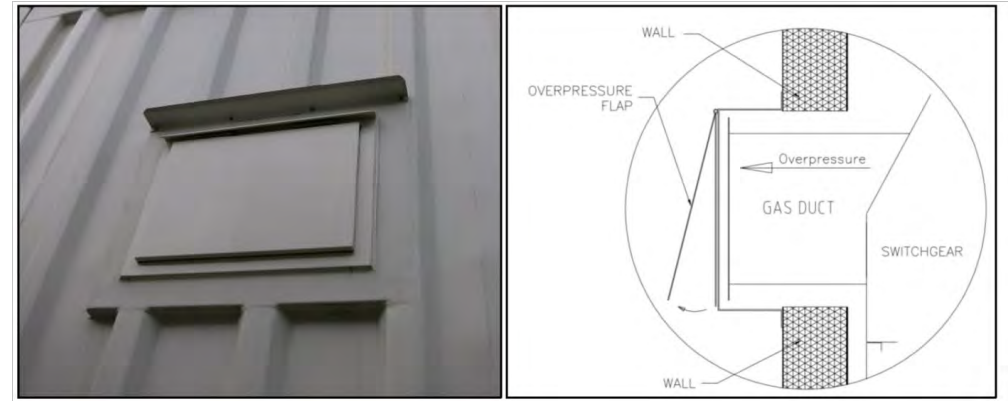 WALL
OVERPRESSURE
FLAP
Overpressure
GAS DUCT
SWITCHGEAR
WALL